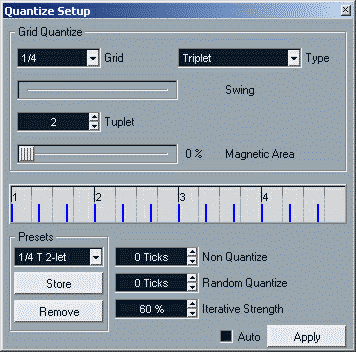 Quantize Setup
Grid Quantize
1/4 Grid Triplet Type
Swing
2 Tuplet
0 % Magnetic Area
1 2 3 4
Presets
1/4 T 2-let 0 Ticks Non Quantize
Store 0 Ticks Random Quantize
Remove 60 % Iterative Strength
Auto Apply